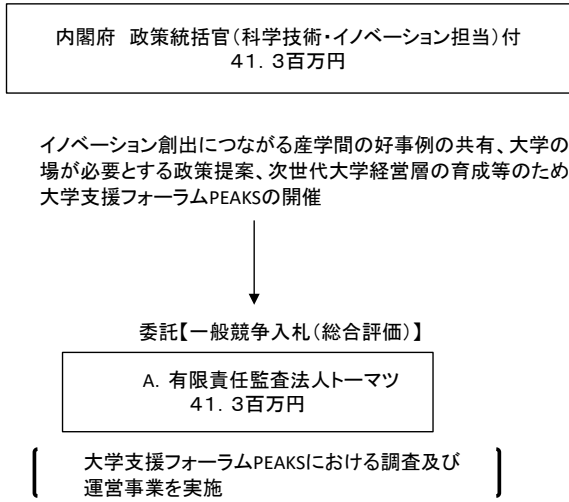 内閣府 政策統括官(科学技術・イノベーション担当)付
41.3百万円
イノベーション創出につながる産学間の好事例の共有、大学の
場が必要とする政策提案、次世代大学経営層の育成等のため
大学支援フォーラムPEAKSの開催
委託【一般競争入札(総合評価)】
A. 有限責任監査法人トーマツ
41.3百万円
大学支援フォーラムPEAKSにおける調査及び
運営事業を実施